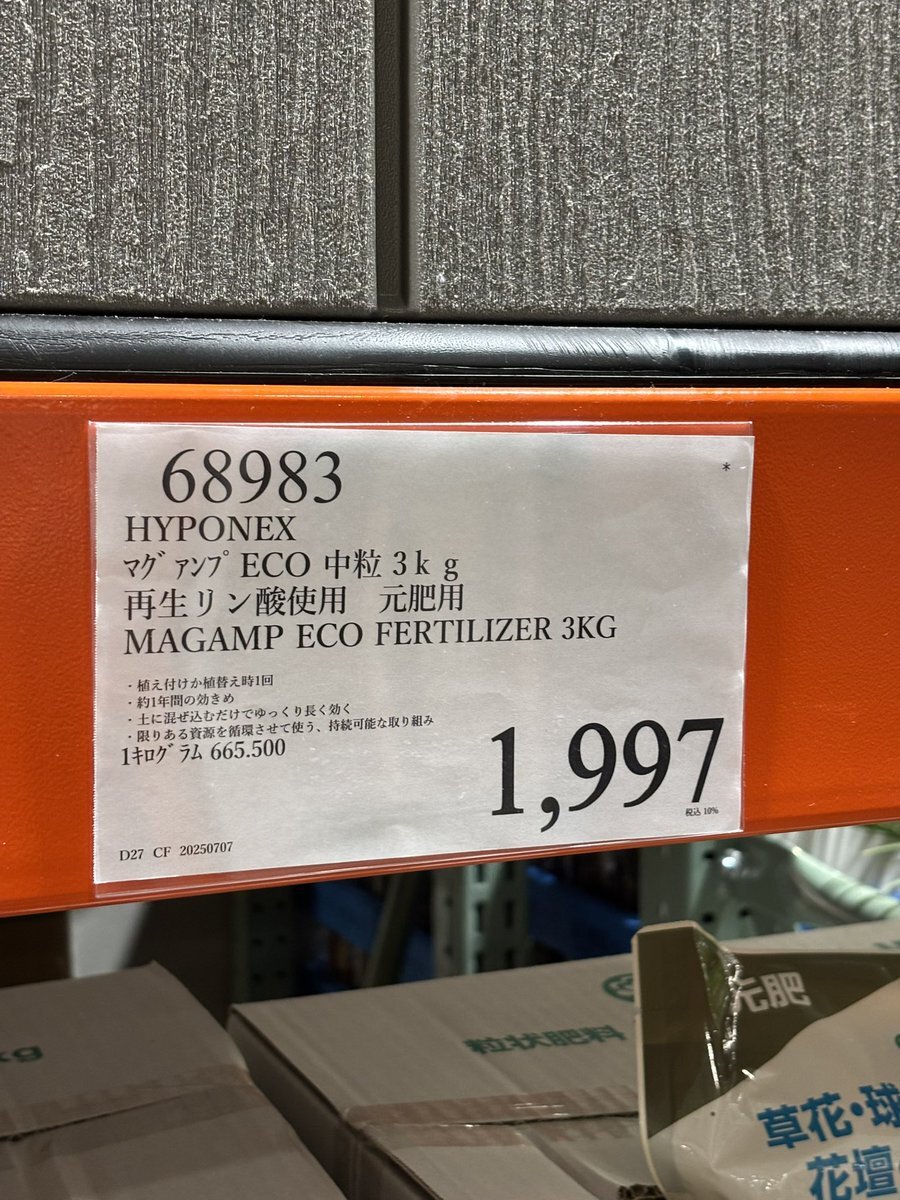 68983
*
HYPONEX
ﾏｸﾞｧﾝﾌﾟ ECO 中粒 3ｋｇ
再生リン酸使用　元肥用
MAGAMP ECO FERTILIZER 3KG
・植え付けか植替え時1回
・約1年間の効きめ
・土に混ぜ込むだけでゆっくり長く効く
・限りある資源を循環させて使う、持続可能な取り組み
1ｷﾛｸﾞﾗﾑ 665.500
1,997
税込 10%
D27 CF 20250707
元肥
kg
粒状肥料
草花・球
花壇